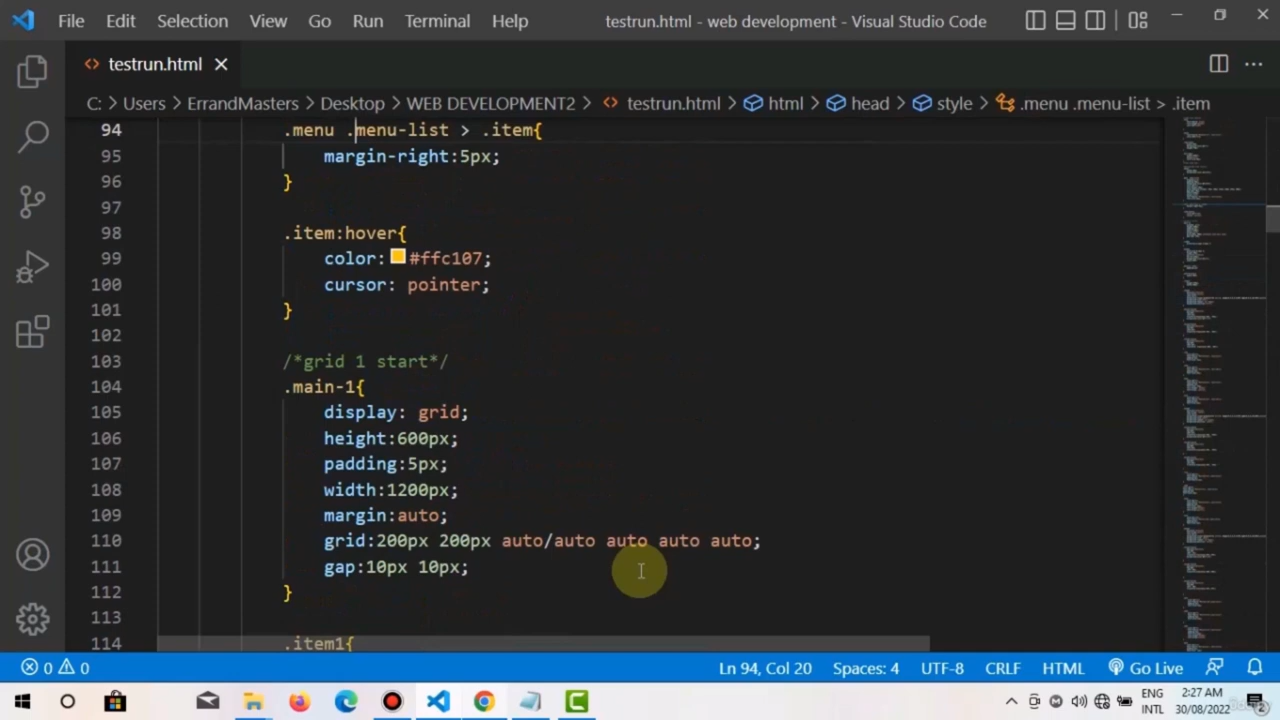 File Edit Selection View Go Run Terminal Help testrun.html - web development - Visual Studio Code
testrun.html
C: > Users > ErrandMasters > Desktop > WEB DEVELOPMENT2 > testrun.html > html > head > style > .menu .menu-list > .item
94 .menu .menu-list > .item{
95 margin-right:5px;
96 }
97
98 .item:hover{
99 color:#ffc107;
100 cursor: pointer;
101 }
102
103 /*grid 1 start*/
104 .main-1{
105 display: grid;
106 height:600px;
107 padding:5px;
108 width:1200px;
109 margin:auto;
110 grid:200px 200px auto/auto auto auto auto;
111 gap:10px 10px;
112 }
113
114 .item1{
0 0 Ln 94, Col 20 Spaces: 4 UTF-8 CRLF HTML Go Live
ENG 2:27 AM
INTL 30/08/2022 2